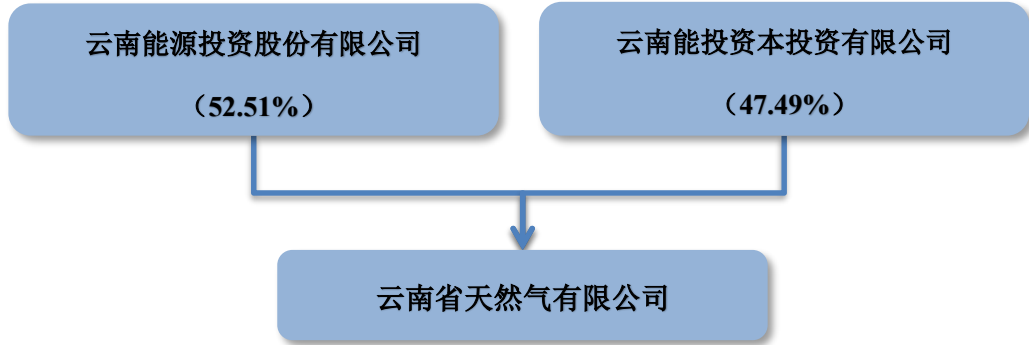 云南能源投资股份有限公司
（52.51%）
云南能投资本投资有限公司
（47.49%）
云南省天然气有限公司